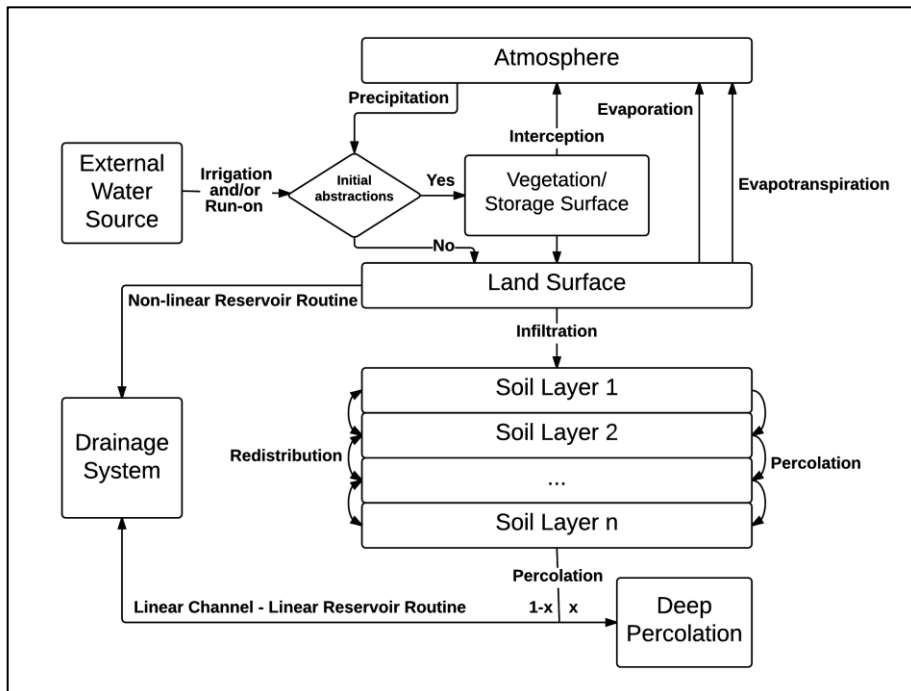 Atmosphere
Precipitation
Evaporation
Interception
External
Water
Source
Irrigation
and/or
Run-on
Initial
abstractions
Yes
Vegetation/
Storage Surface
Evapotranspiration
No
Land Surface
Non-linear Reservoir Routine
Infiltration
Soil Layer 1
Drainage
System
Soil Layer 2
Redistribution
Percolation
...
Soil Layer n
Percolation
Linear Channel - Linear Reservoir Routine
1-x
x
Deep
Percolation